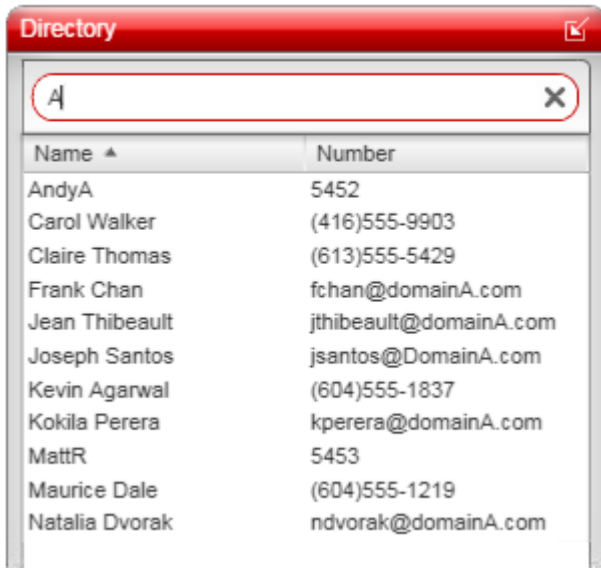 Directory
A
Name Number
AndyA 5452
Carol Walker (416)555-9903
Claire Thomas (613)555-5429
Frank Chan fchan@domainA.com
Jean Thibeault jthibeault@domainA.com
Joseph Santos jsantos@DomainA.com
Kevin Agarwal (604)555-1837
Kokila Perera kperera@domainA.com
MattR 5453
Maurice Dale (604)555-1219
Natalia Dvorak ndvorak@domainA.com